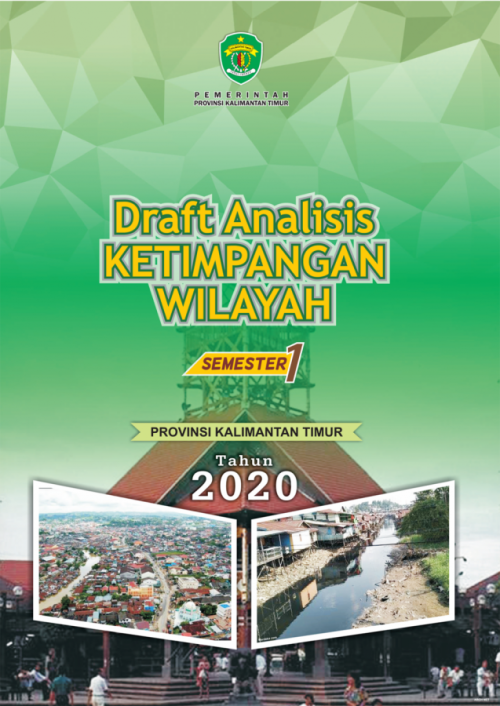 PEMERINTAH
PROVINSI KALIMANTAN TIMUR
Draft Analisis
KETIMPANGAN
WILAYAH
SEMESTER 1
PROVINSI KALIMANTAN TIMUR
Tahun
2020